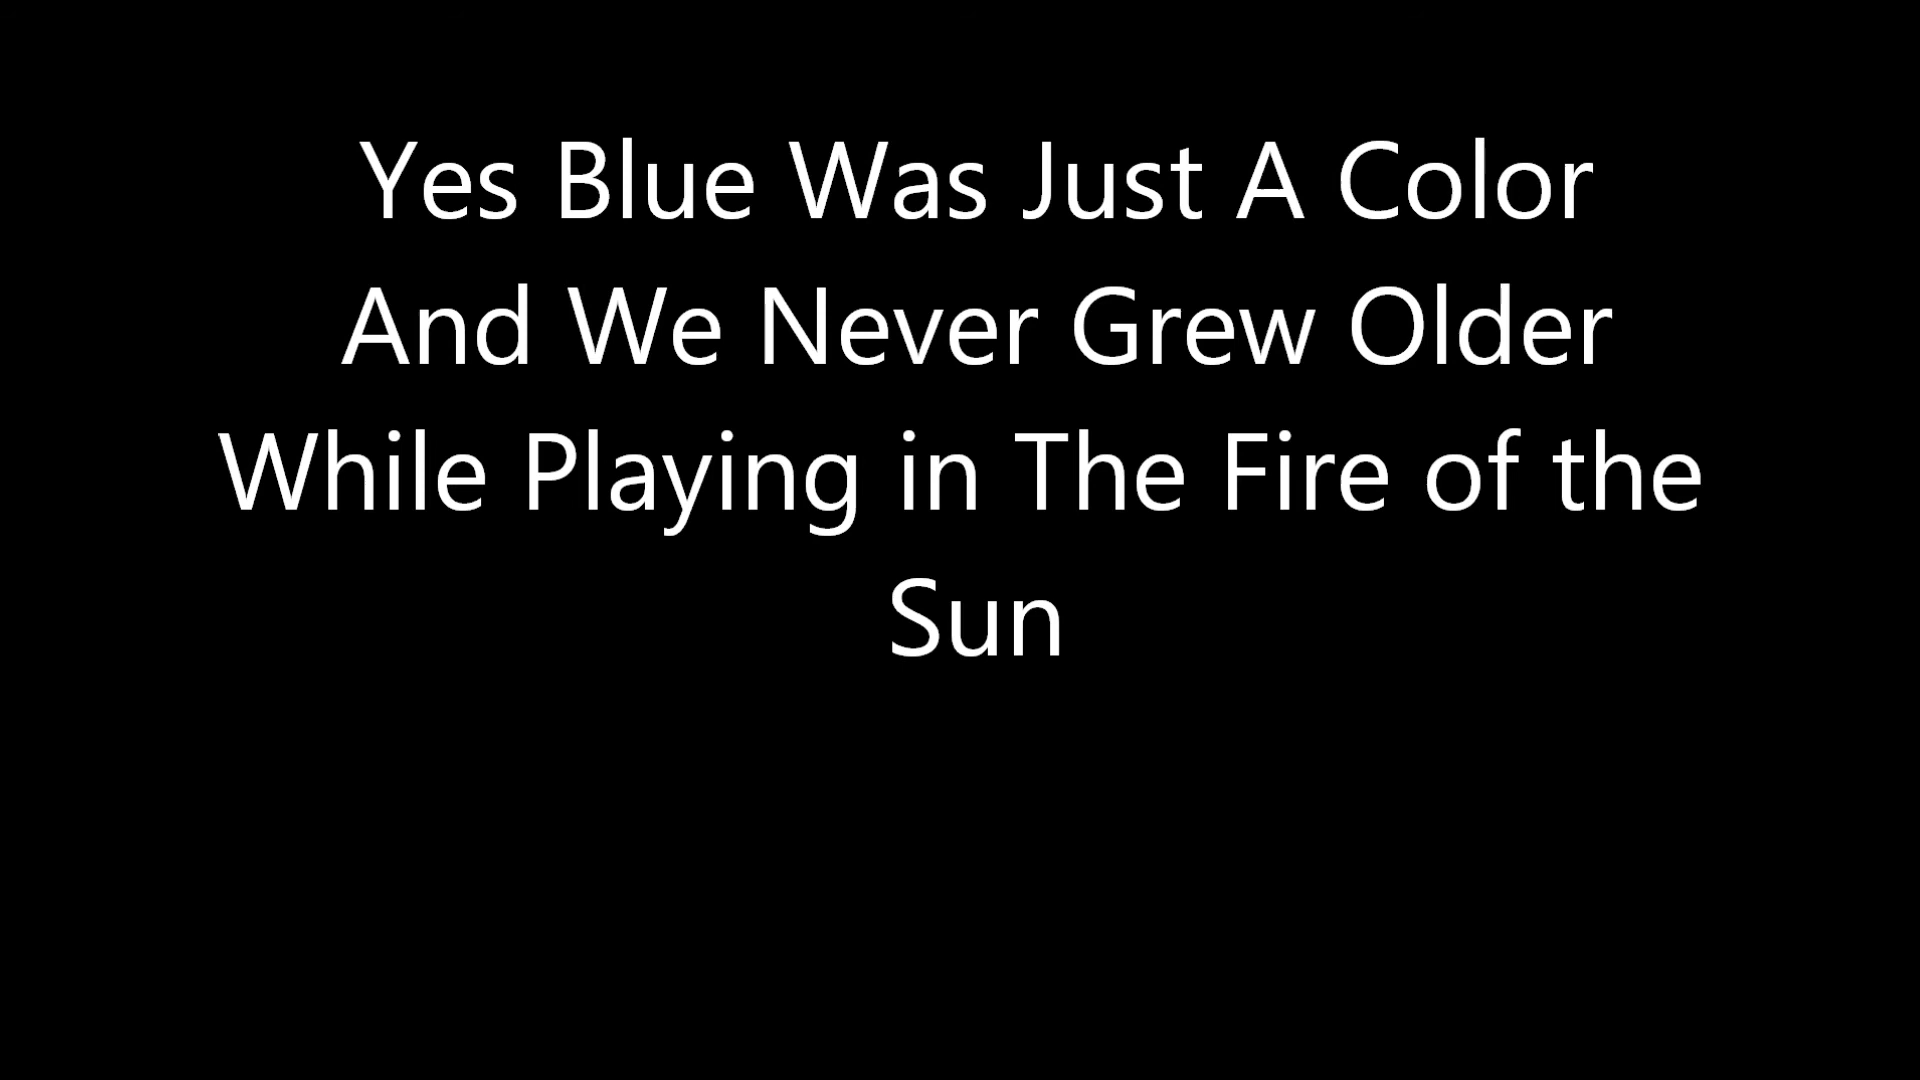 Yes Blue Was Just A Color
And We Never Grew Older
While Playing in The Fire of the
Sun